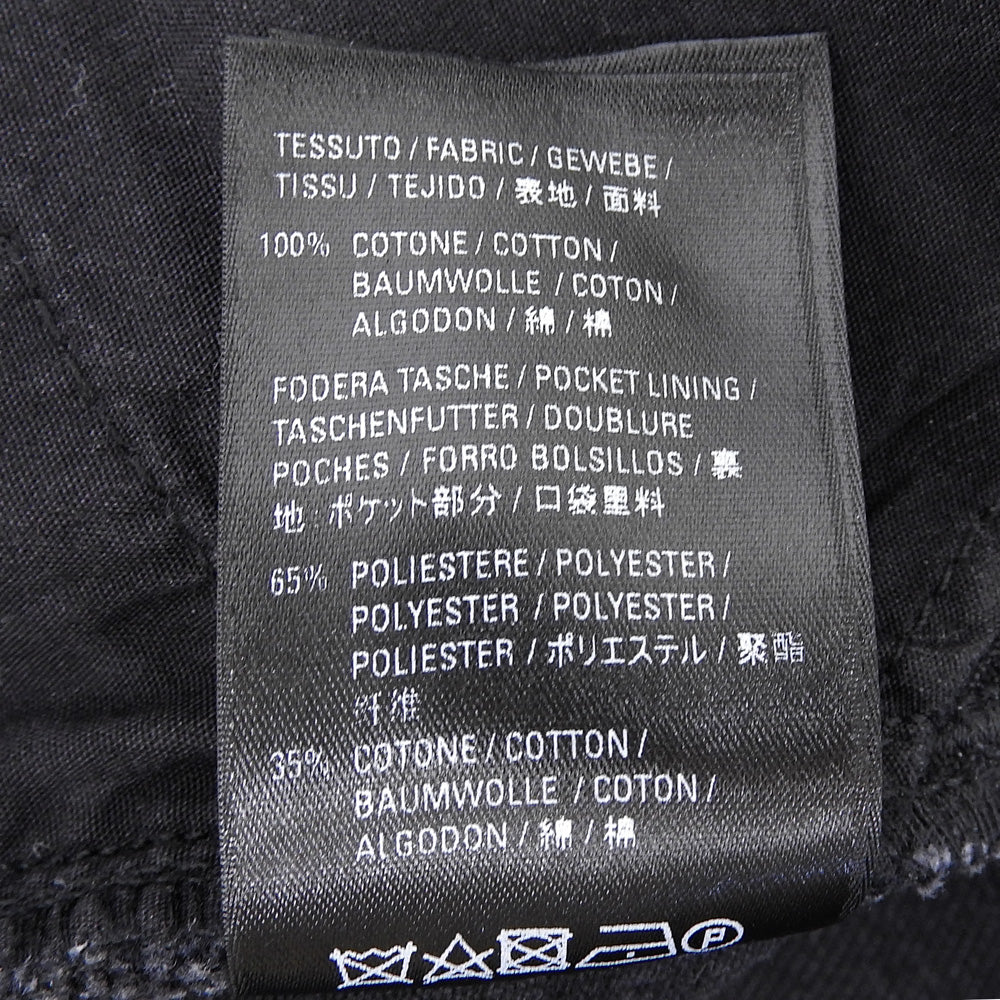 TESSUTO / FABRIC / GEWEBE /
TISSU / TEJIDO / 表地 / 面料
100% COTONE / COTTON /
BAUMWOLLE / COTON /
ALGODON / 綿 / 棉
FODERA TASCHE / POCKET LINING /
TASCHENFUTTER / DOUBLURE
POCHES / FORRO BOLSILLOS / 裏
地:ポケット部分 / 口袋里料
65% POLIESTERE / POLYESTER /
POLYESTER / POLYESTER /
POLIESTER / ポリエステル / 聚酯
纤维
35% COTONE / COTTON /
BAUMWOLLE / COTON /
ALGODON / 綿 / 棉
P